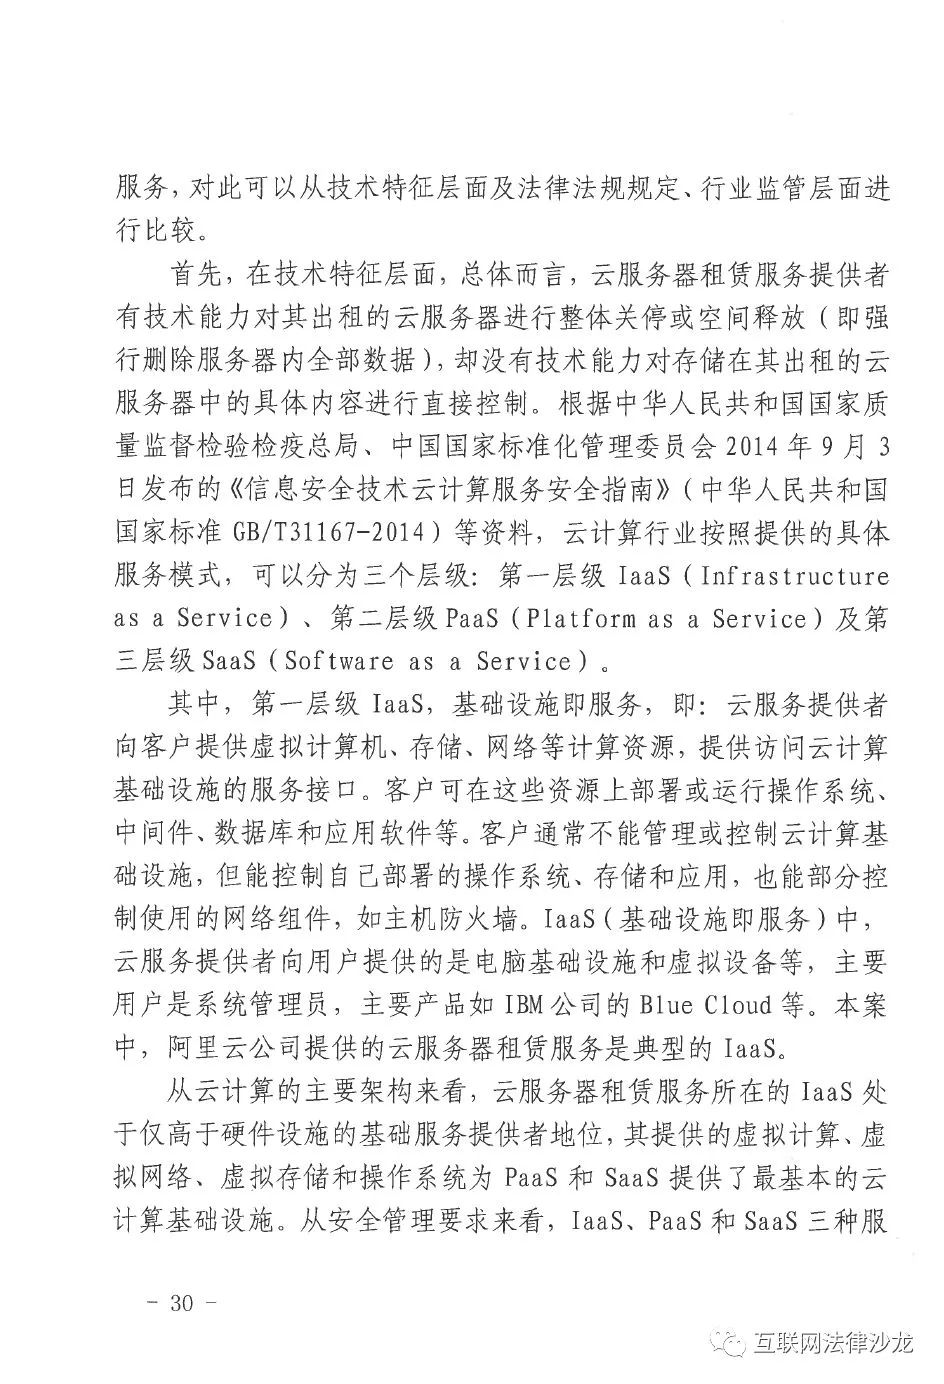 服务，对此可以从技术特征层面及法律法规规定、行业监管层面进
行比较。
首先，在技术特征层面，总体而言，云服务器租赁服务提供者
有技术能力对其出租的云服务器进行整体关停或空间释放（即强
行删除服务器内全部数据），却没有技术能力对存储在其出租的云
服务器中的具体内容进行直接控制。根据中华人民共和国国家质
量监督检验检疫总局、中国国家标准化管理委员会 2014 年 9 月 3
日发布的《信息安全技术云计算服务安全指南》（中华人民共和国
国家标准 GB/T31167-2014）等资料，云计算行业按照提供的具体
服务模式，可以分为三个层级：第一层级 IaaS（Infrastructure
as a Service）、第二层级 PaaS（Platform as a Service）及第
三层级 SaaS（Software as a Service）。
其中，第一层级 IaaS，基础设施即服务，即：云服务提供者
向客户提供虚拟计算机、存储、网络等计算资源，提供访问云计算
基础设施的服务接口。客户可在这些资源上部署或运行操作系统、
中间件、数据库和应用软件等。客户通常不能管理或控制云计算基
础设施，但能控制自己部署的操作系统、存储和应用，也能部分控
制使用的网络组件，如主机防火墙。IaaS（基础设施即服务）中，
云服务提供者向用户提供的是电脑基础设施和虚拟设备等，主要
用户是系统管理员，主要产品如 IBM 公司的 Blue Cloud 等。本案
中，阿里云公司提供的云服务器租赁服务是典型的 IaaS。
从云计算的主要架构来看，云服务器租赁服务所在的 IaaS 处
于仅高于硬件设施的基础服务提供者地位，其提供的虚拟计算、虚
拟网络、虚拟存储和操作系统为 PaaS 和 SaaS 提供了最基本的云
计算基础设施。从安全管理要求来看，IaaS、PaaS 和 SaaS 三种服
- 30 -
互联网法律沙龙